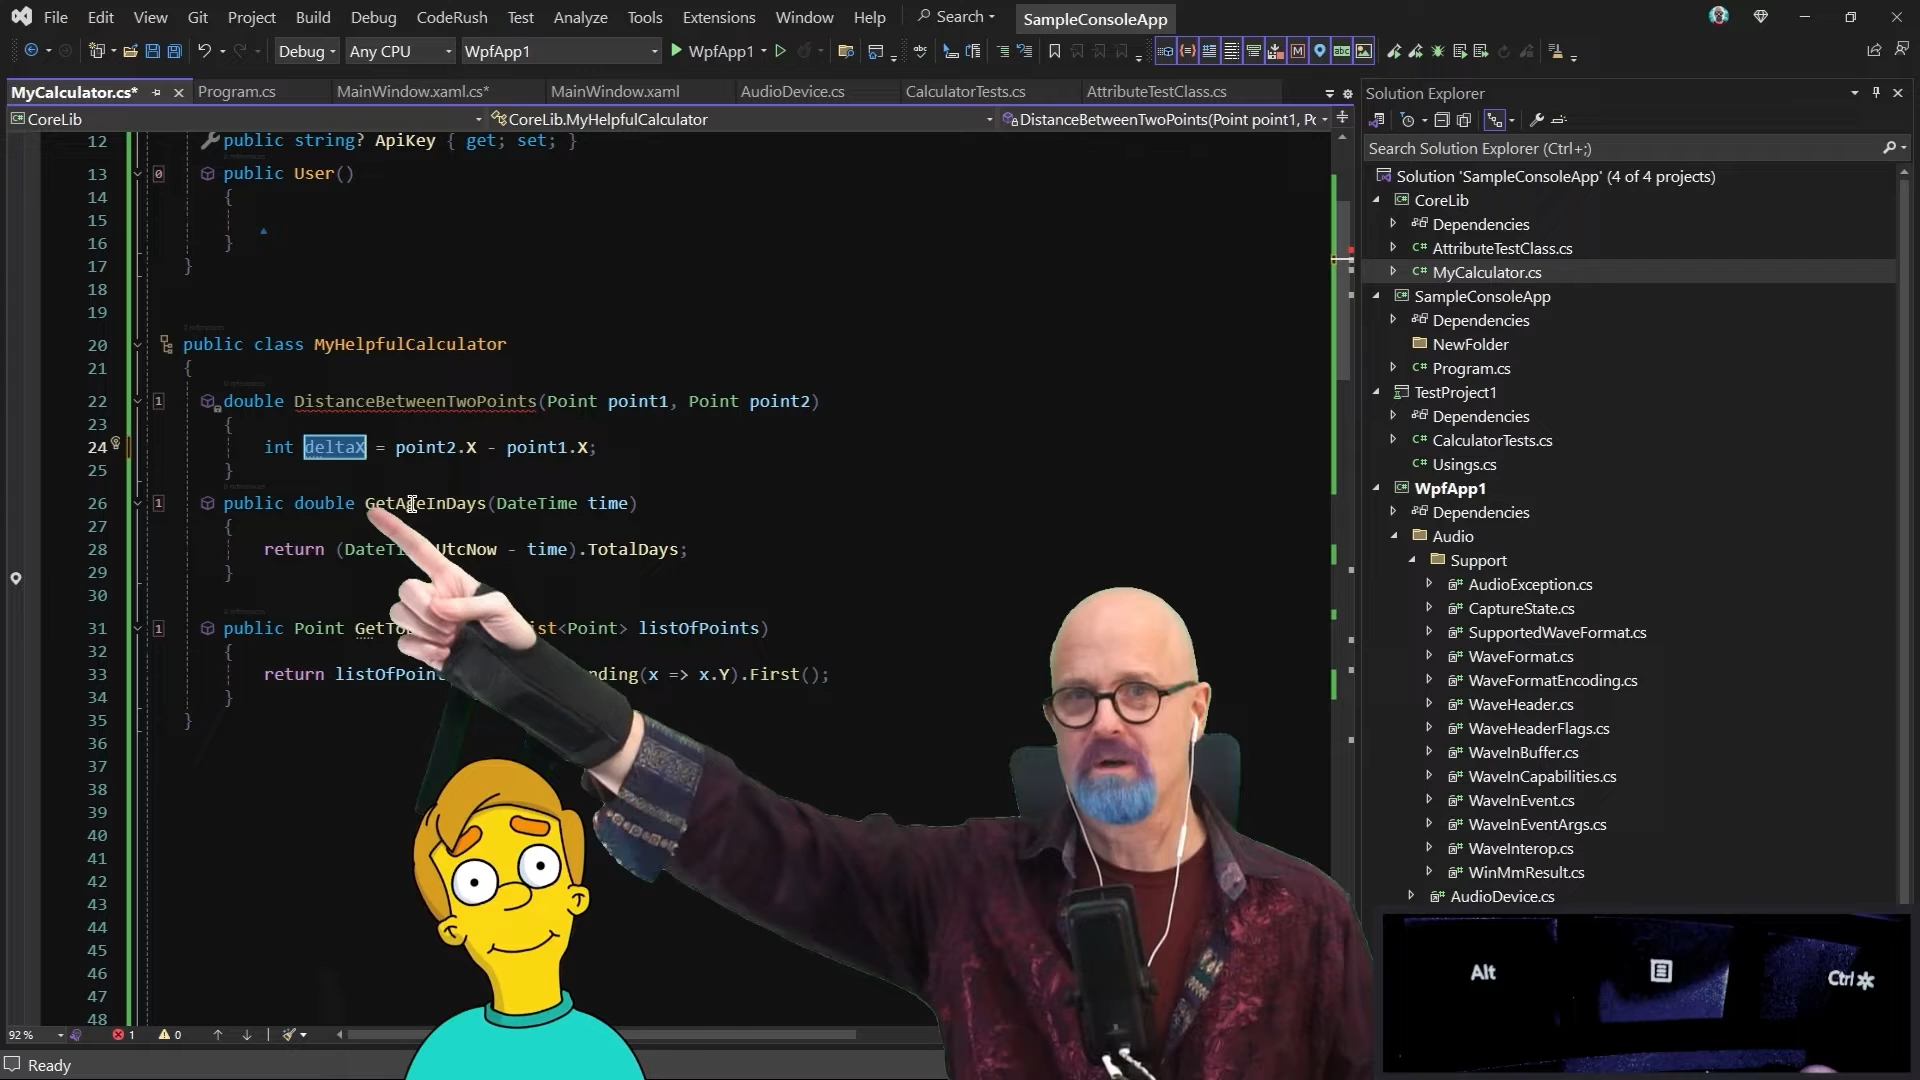 File Edit View Git Project Build Debug CodeRush Test Analyze Tools Extensions Window Help Search SampleConsoleApp
Debug Any CPU WpfApp1 WpfApp1
MyCalculator.cs* Program.cs MainWindow.xaml.cs* MainWindow.xaml AudioDevice.cs CalculatorTests.cs AttributeTestClass.cs
CoreLib CoreLib.MyHelpfulCalculator DistanceBetweenTwoPoints(Point point1, Pc
12 public string? ApiKey { get; set; }
13 0 public User()
14 {
15
16 }
17 }
18
19
20 public class MyHelpfulCalculator
21 {
22 1 double DistanceBetweenTwoPoints(Point point1, Point point2)
23 {
24 int deltaX = point2.X - point1.X;
25 }
26 1 public double GetAgeInDays(DateTime time)
27 {
28 return (DateTi UtcNow - time).TotalDays;
29 }
30
31 1 public Point GetTo ist<Point> listOfPoints)
32 {
33 return listOfPoint nding(x => x.Y).First();
34 }
35 }
36
37
38
39
40
41
42
43
44
45
46
47
48
92 % 1 0
Ready
Solution Explorer
Search Solution Explorer (Ctrl+;)
Solution 'SampleConsoleApp' (4 of 4 projects)
CoreLib
Dependencies
AttributeTestClass.cs
MyCalculator.cs
SampleConsoleApp
Dependencies
NewFolder
Program.cs
TestProject1
Dependencies
CalculatorTests.cs
Usings.cs
WpfApp1
Dependencies
Audio
Support
AudioException.cs
CaptureState.cs
SupportedWaveFormat.cs
WaveFormat.cs
WaveFormatEncoding.cs
WaveHeader.cs
WaveHeaderFlags.cs
WaveInBuffer.cs
WaveInCapabilities.cs
WaveInEvent.cs
WaveInEventArgs.cs
WaveInterop.cs
WinMmResult.cs
AudioDevice.cs
Alt Ctrl